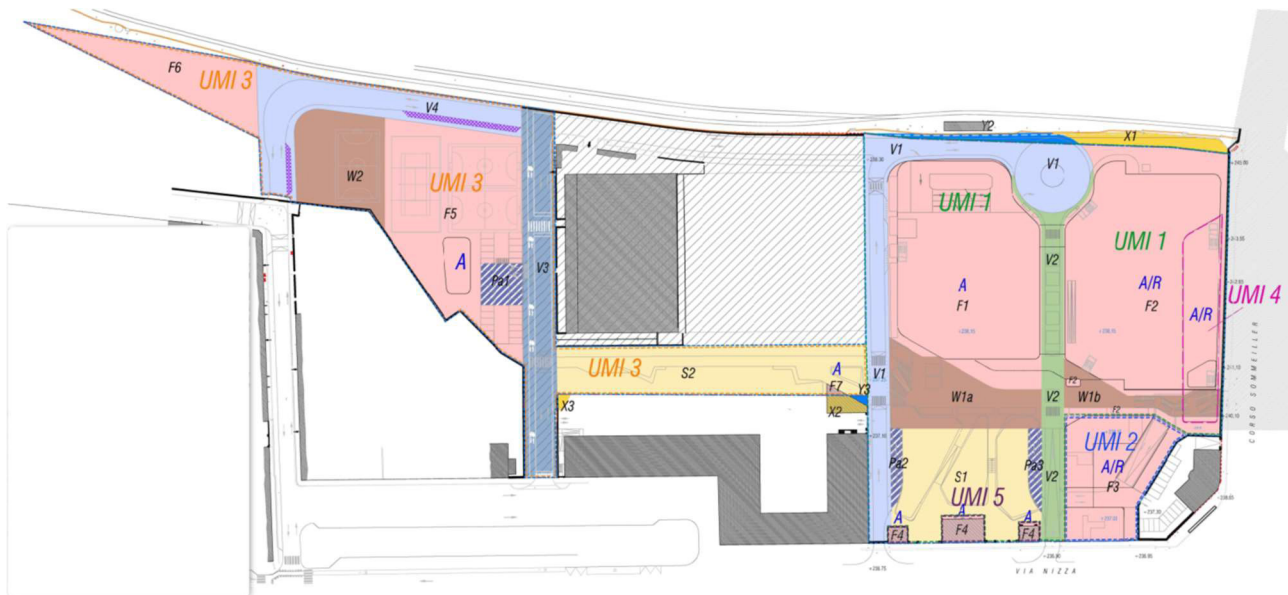 F6
UMI 3
V4
Y2
X1
V1
V1
W2
UMI 3
F5
A
Pa1
V3
UMI 1
UMI 1
V2
A
F1
A/R
F2
A/R
UMI 4
UMI 3
S2
A
F7
Y3
X3
X2
V1
F2
W1a
V2
W1b
F2
Pa2
S1
Pa3
V2
UMI 2
A/R
F3
UMI 5
A
A
A
F4
F4
F4
VIA NIZZA
CORSO SOMMEILLER